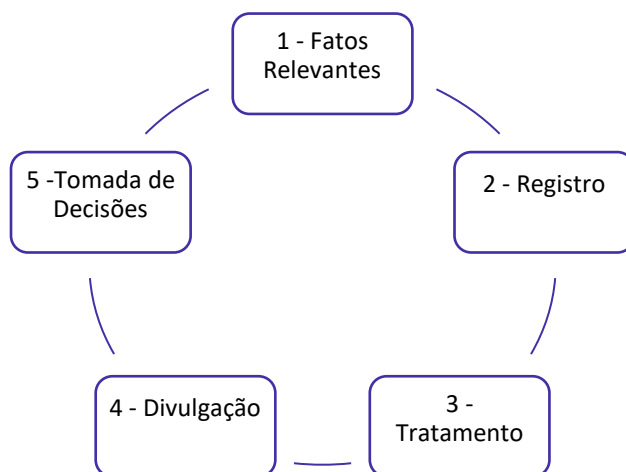 1 - Fatos
Relevantes
2 - Registro
3 -
Tratamento
4 - Divulgação
5 -Tomada de
Decisões